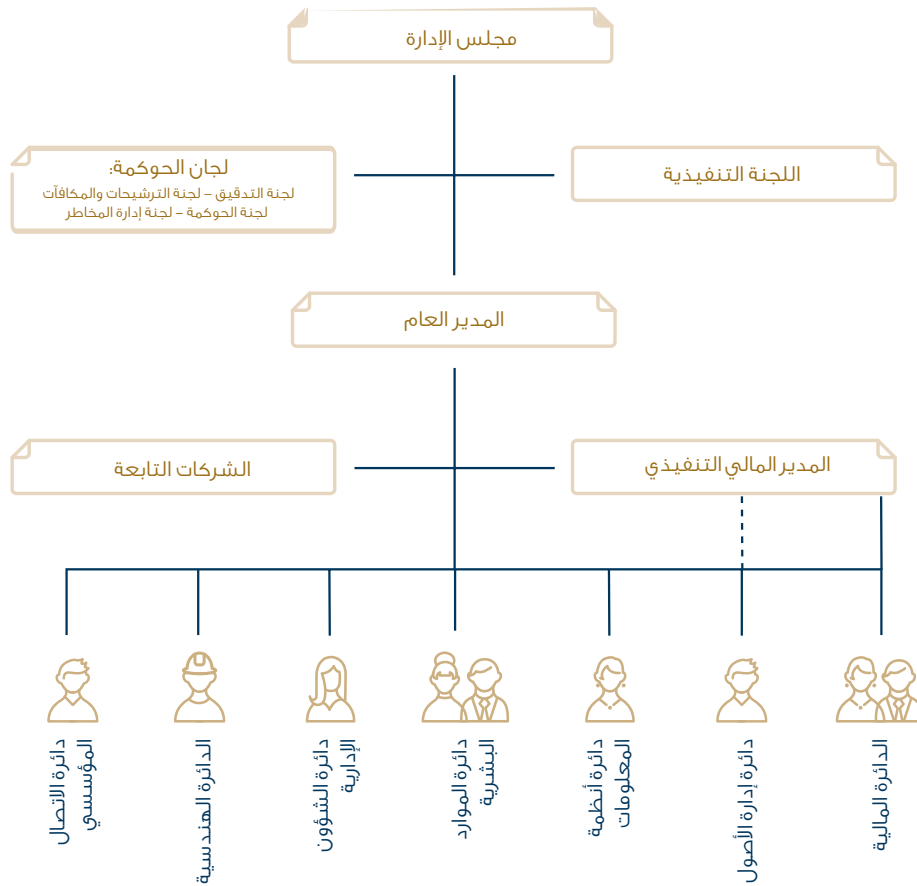 مجلس الإدارة
اللجنة التنفيذية
لجان الحوكمة:
لجنة التدقيق – لجنة الترشيحات والمكافآت
لجنة الحوكمة – لجنة إدارة المخاطر
المدير العام
المدير المالي التنفيذي
الشركات التابعة
الدائرة المالية
دائرة إدارة الأصول
دائرة أنظمة
المعلومات
دائرة الموارد
البشرية
دائرة الشؤون
الإدارية
الدائرة الهندسية
دائرة الاتصال
المؤسسي